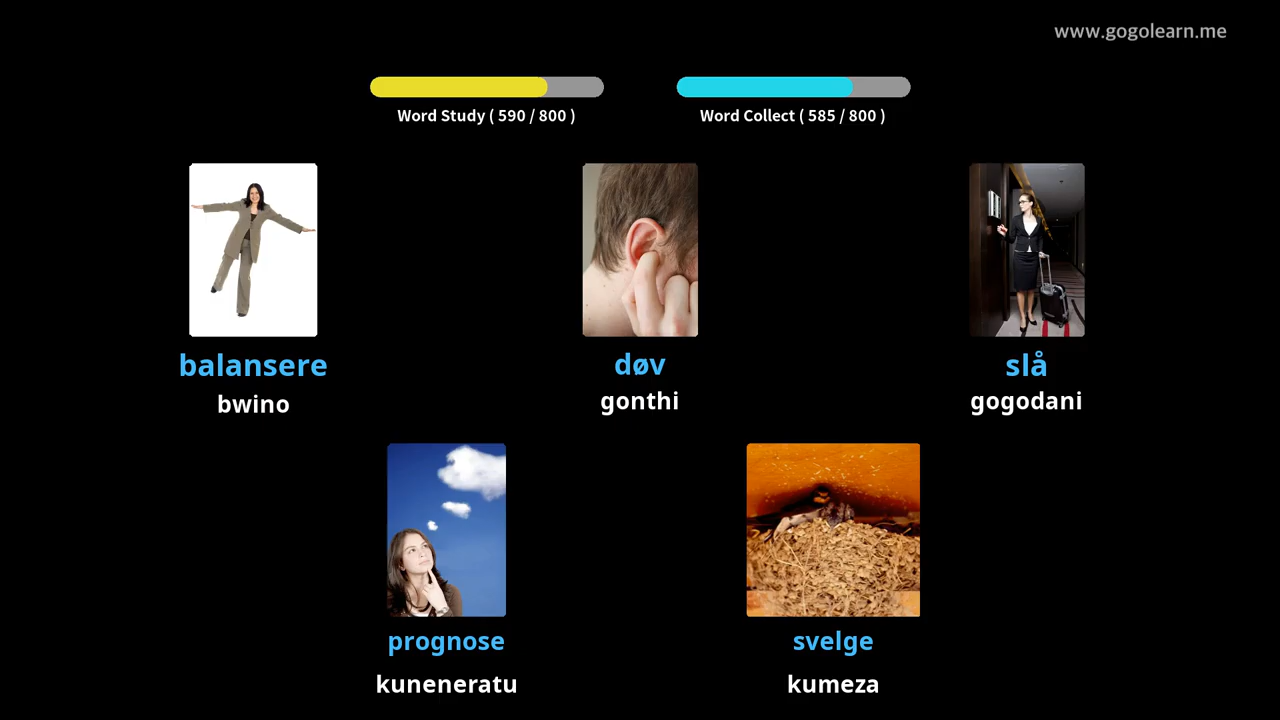 www.gogolearn.me
Word Study ( 590 / 800 )
Word Collect ( 585 / 800 )
balansere
bwino
døv
gonthi
slå
gogodani
prognose
kuneneratu
svelge
kumeza